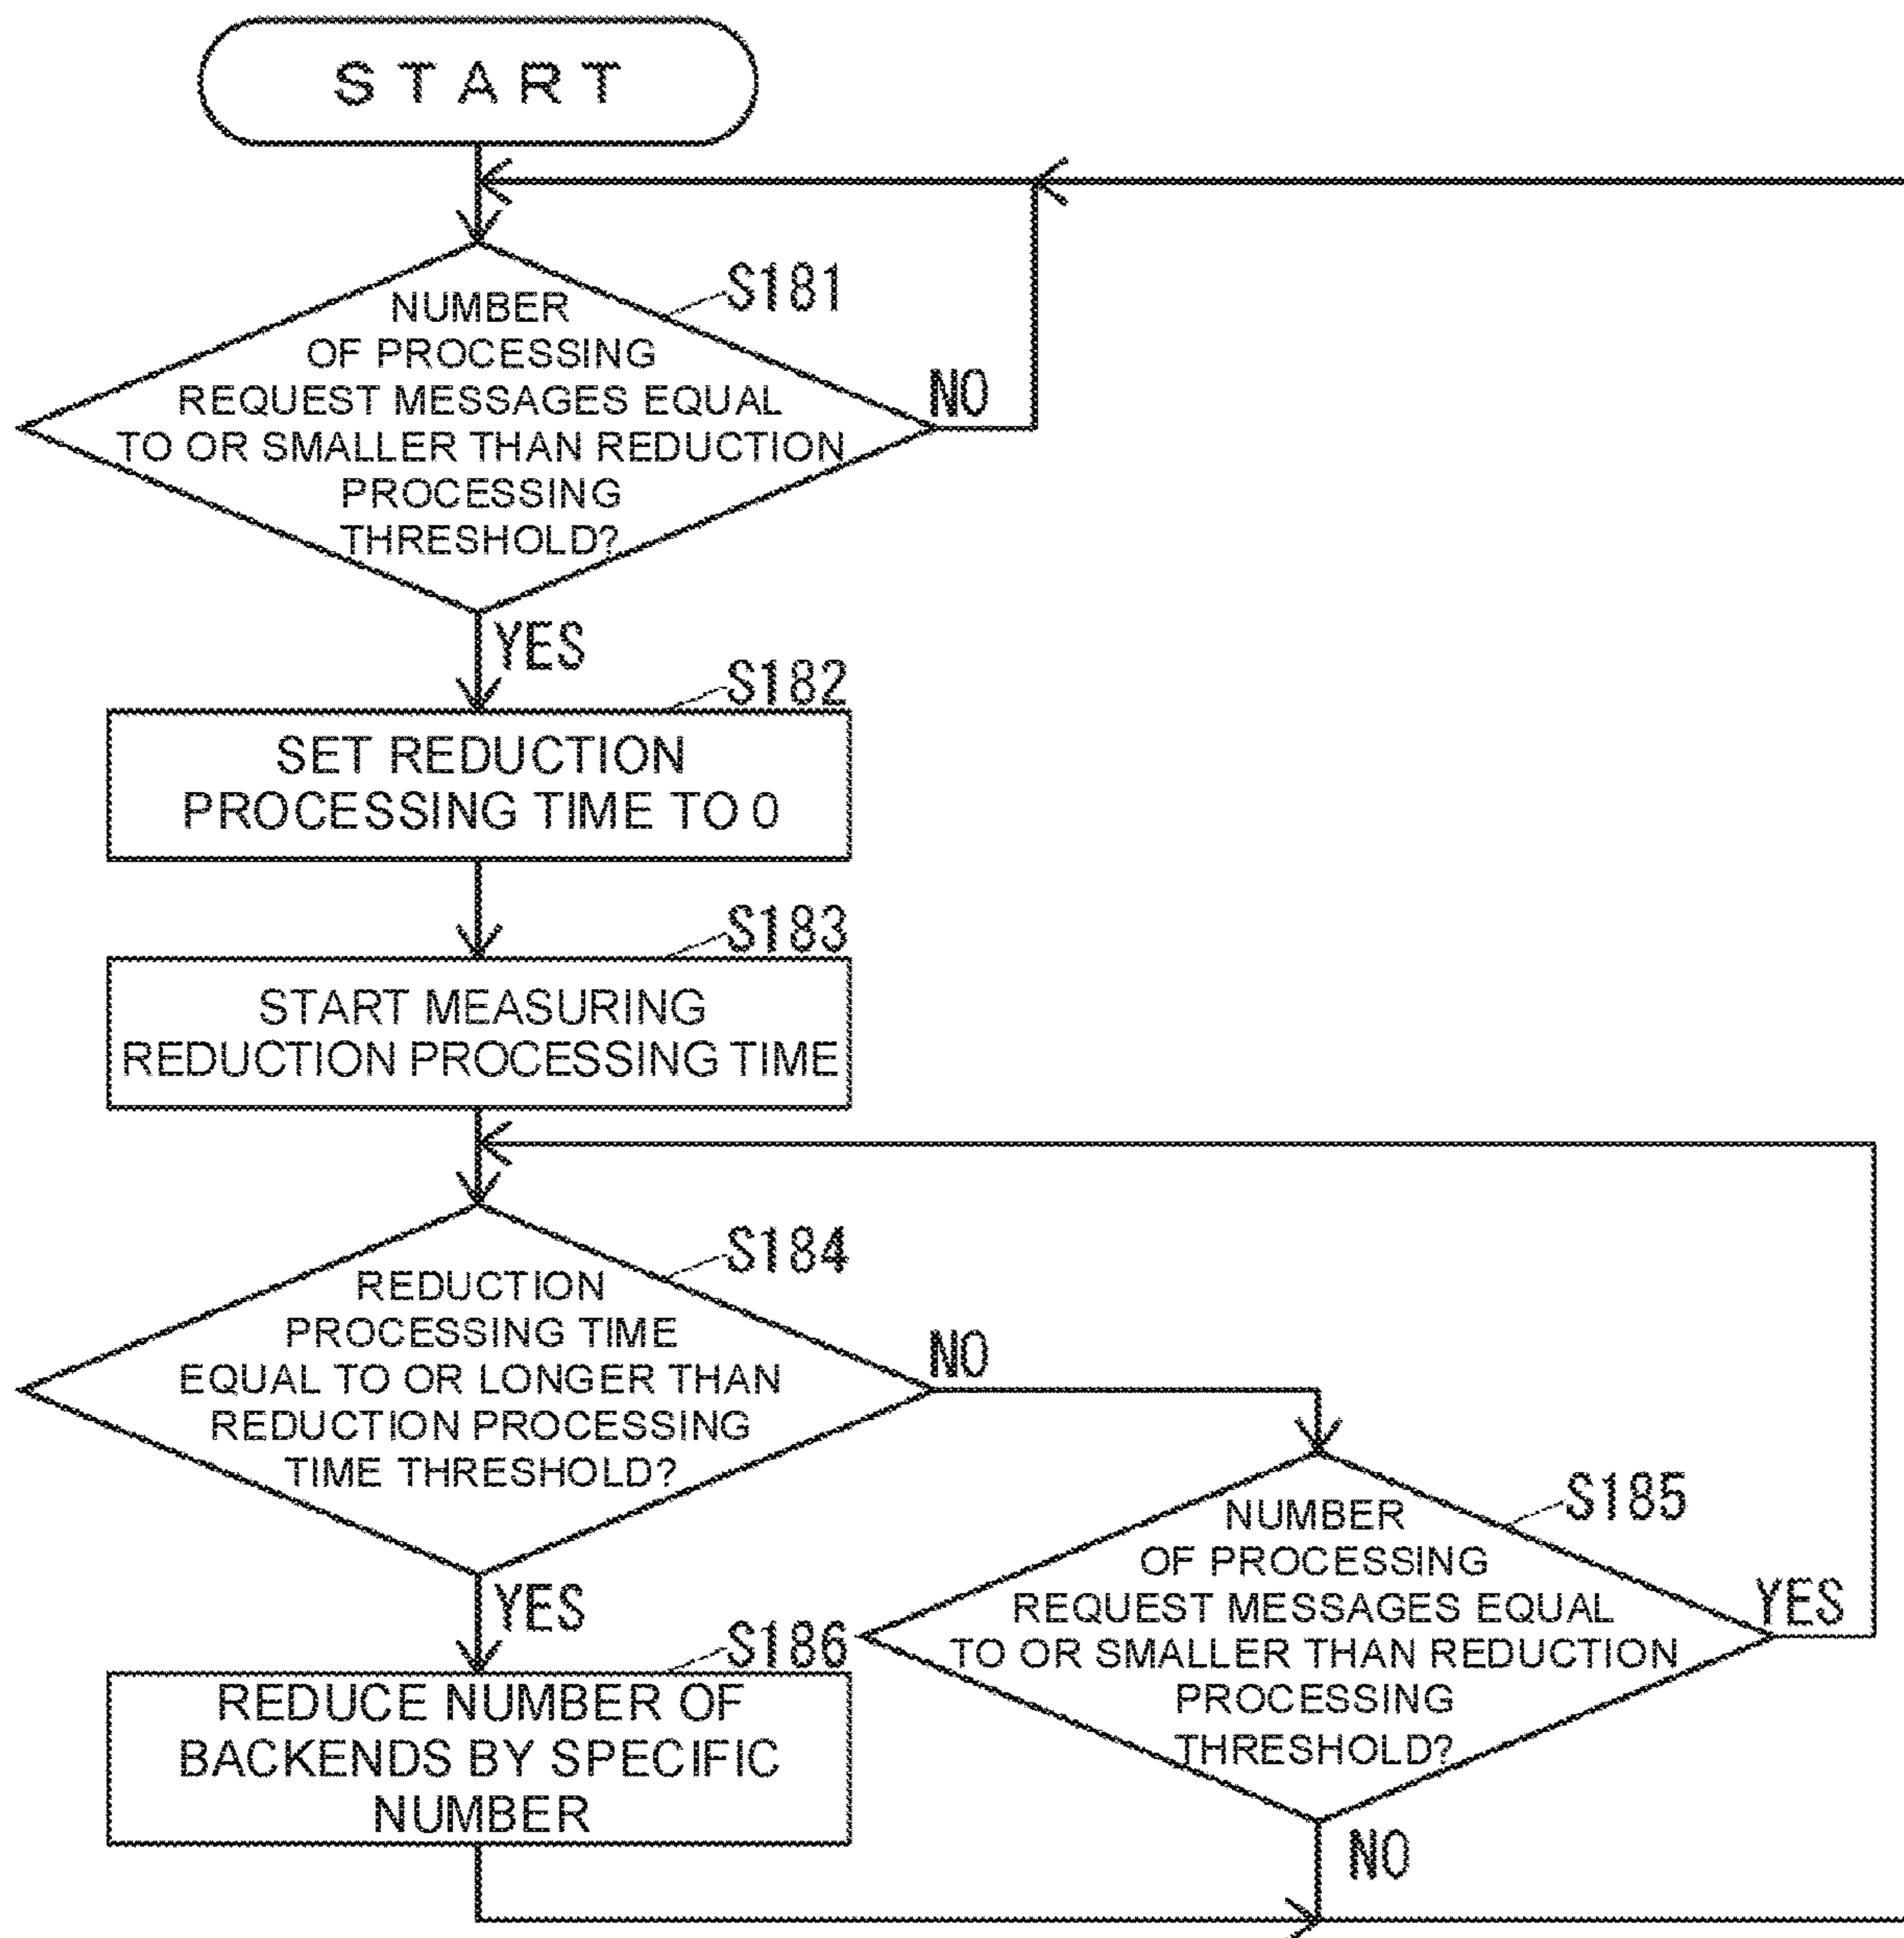 START
S181
NUMBER
OF PROCESSING
REQUEST MESSAGES EQUAL
TO OR SMALLER THAN REDUCTION
PROCESSING
THRESHOLD?
NO
YES
S182
SET REDUCTION
PROCESSING TIME TO 0
S183
START MEASURING
REDUCTION PROCESSING TIME
S184
REDUCTION
PROCESSING TIME
EQUAL TO OR LONGER THAN
REDUCTION PROCESSING
TIME THRESHOLD?
NO
YES
S185
NUMBER
OF PROCESSING
REQUEST MESSAGES EQUAL
TO OR SMALLER THAN REDUCTION
PROCESSING
THRESHOLD?
YES
NO
S186
REDUCE NUMBER OF
BACKENDS BY SPECIFIC
NUMBER